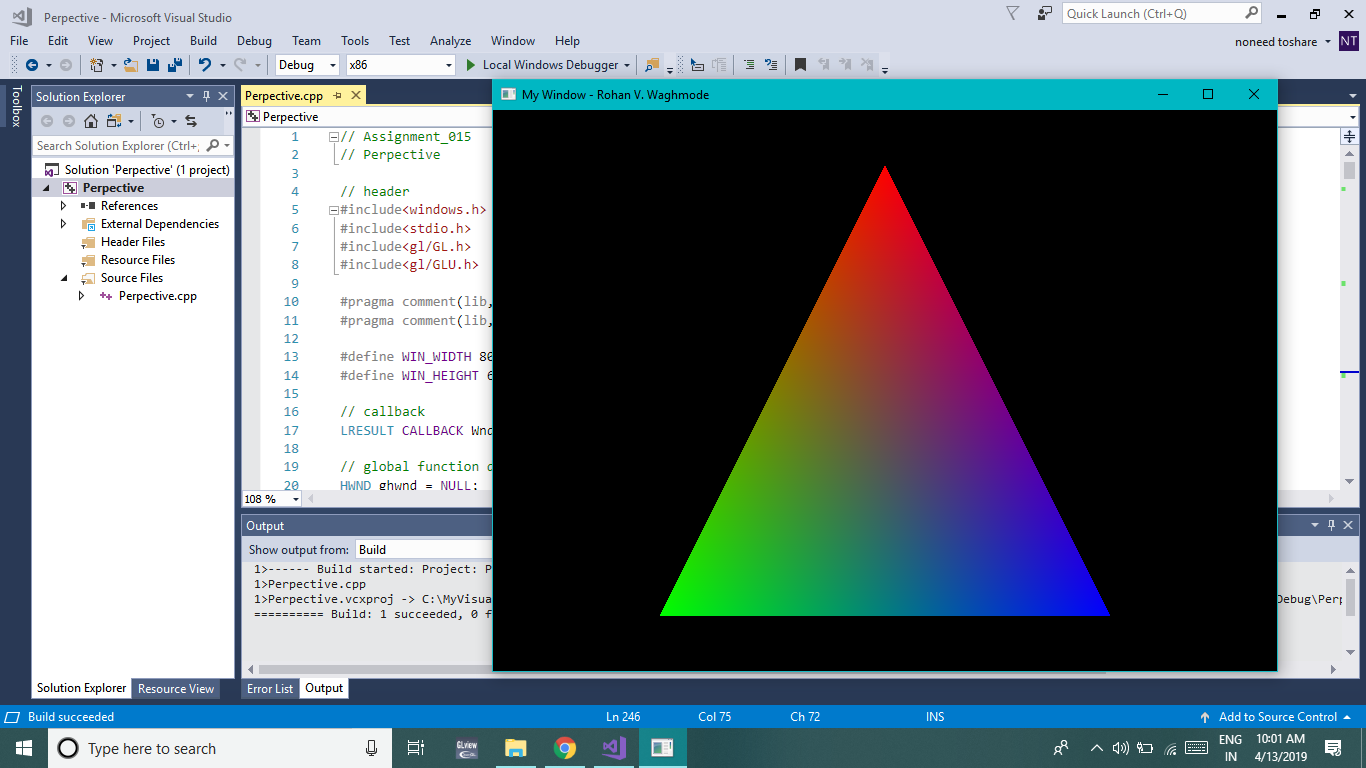 Perpective - Microsoft Visual Studio
Quick Launch (Ctrl+Q)
File Edit View Project Build Debug Team Tools Test Analyze Window Help
noneed toshare NT
Debug x86 Local Windows Debugger
Toolbox
Solution Explorer
Search Solution Explorer (Ctrl+;
Solution 'Perpective' (1 project)
Perpective
References
External Dependencies
Header Files
Resource Files
Source Files
Perpective.cpp
Solution Explorer Resource View
Perpective.cpp
Perpective
1 // Assignment_015
2 // Perpective
3
4 // header
5 #include<windows.h>
6 #include<stdio.h>
7 #include<gl/GL.h>
8 #include<gl/GLU.h>
9
10 #pragma comment(lib,
11 #pragma comment(lib,
12
13 #define WIN_WIDTH 80
14 #define WIN_HEIGHT 6
15
16 // callback
17 LRESULT CALLBACK Wnd
18
19 // global function d
20 HWND ghwnd = NULL;
108 %
My Window - Rohan V. Waghmode
Output
Show output from: Build
1>------ Build started: Project: P
1>Perpective.cpp
1>Perpective.vcxproj -> C:\MyVisua Debug\Perp
========== Build: 1 succeeded, 0 f
Error List Output
Build succeeded Ln 246 Col 75 Ch 72 INS Add to Source Control
Type here to search
GLview
ENG
IN
10:01 AM
4/13/2019